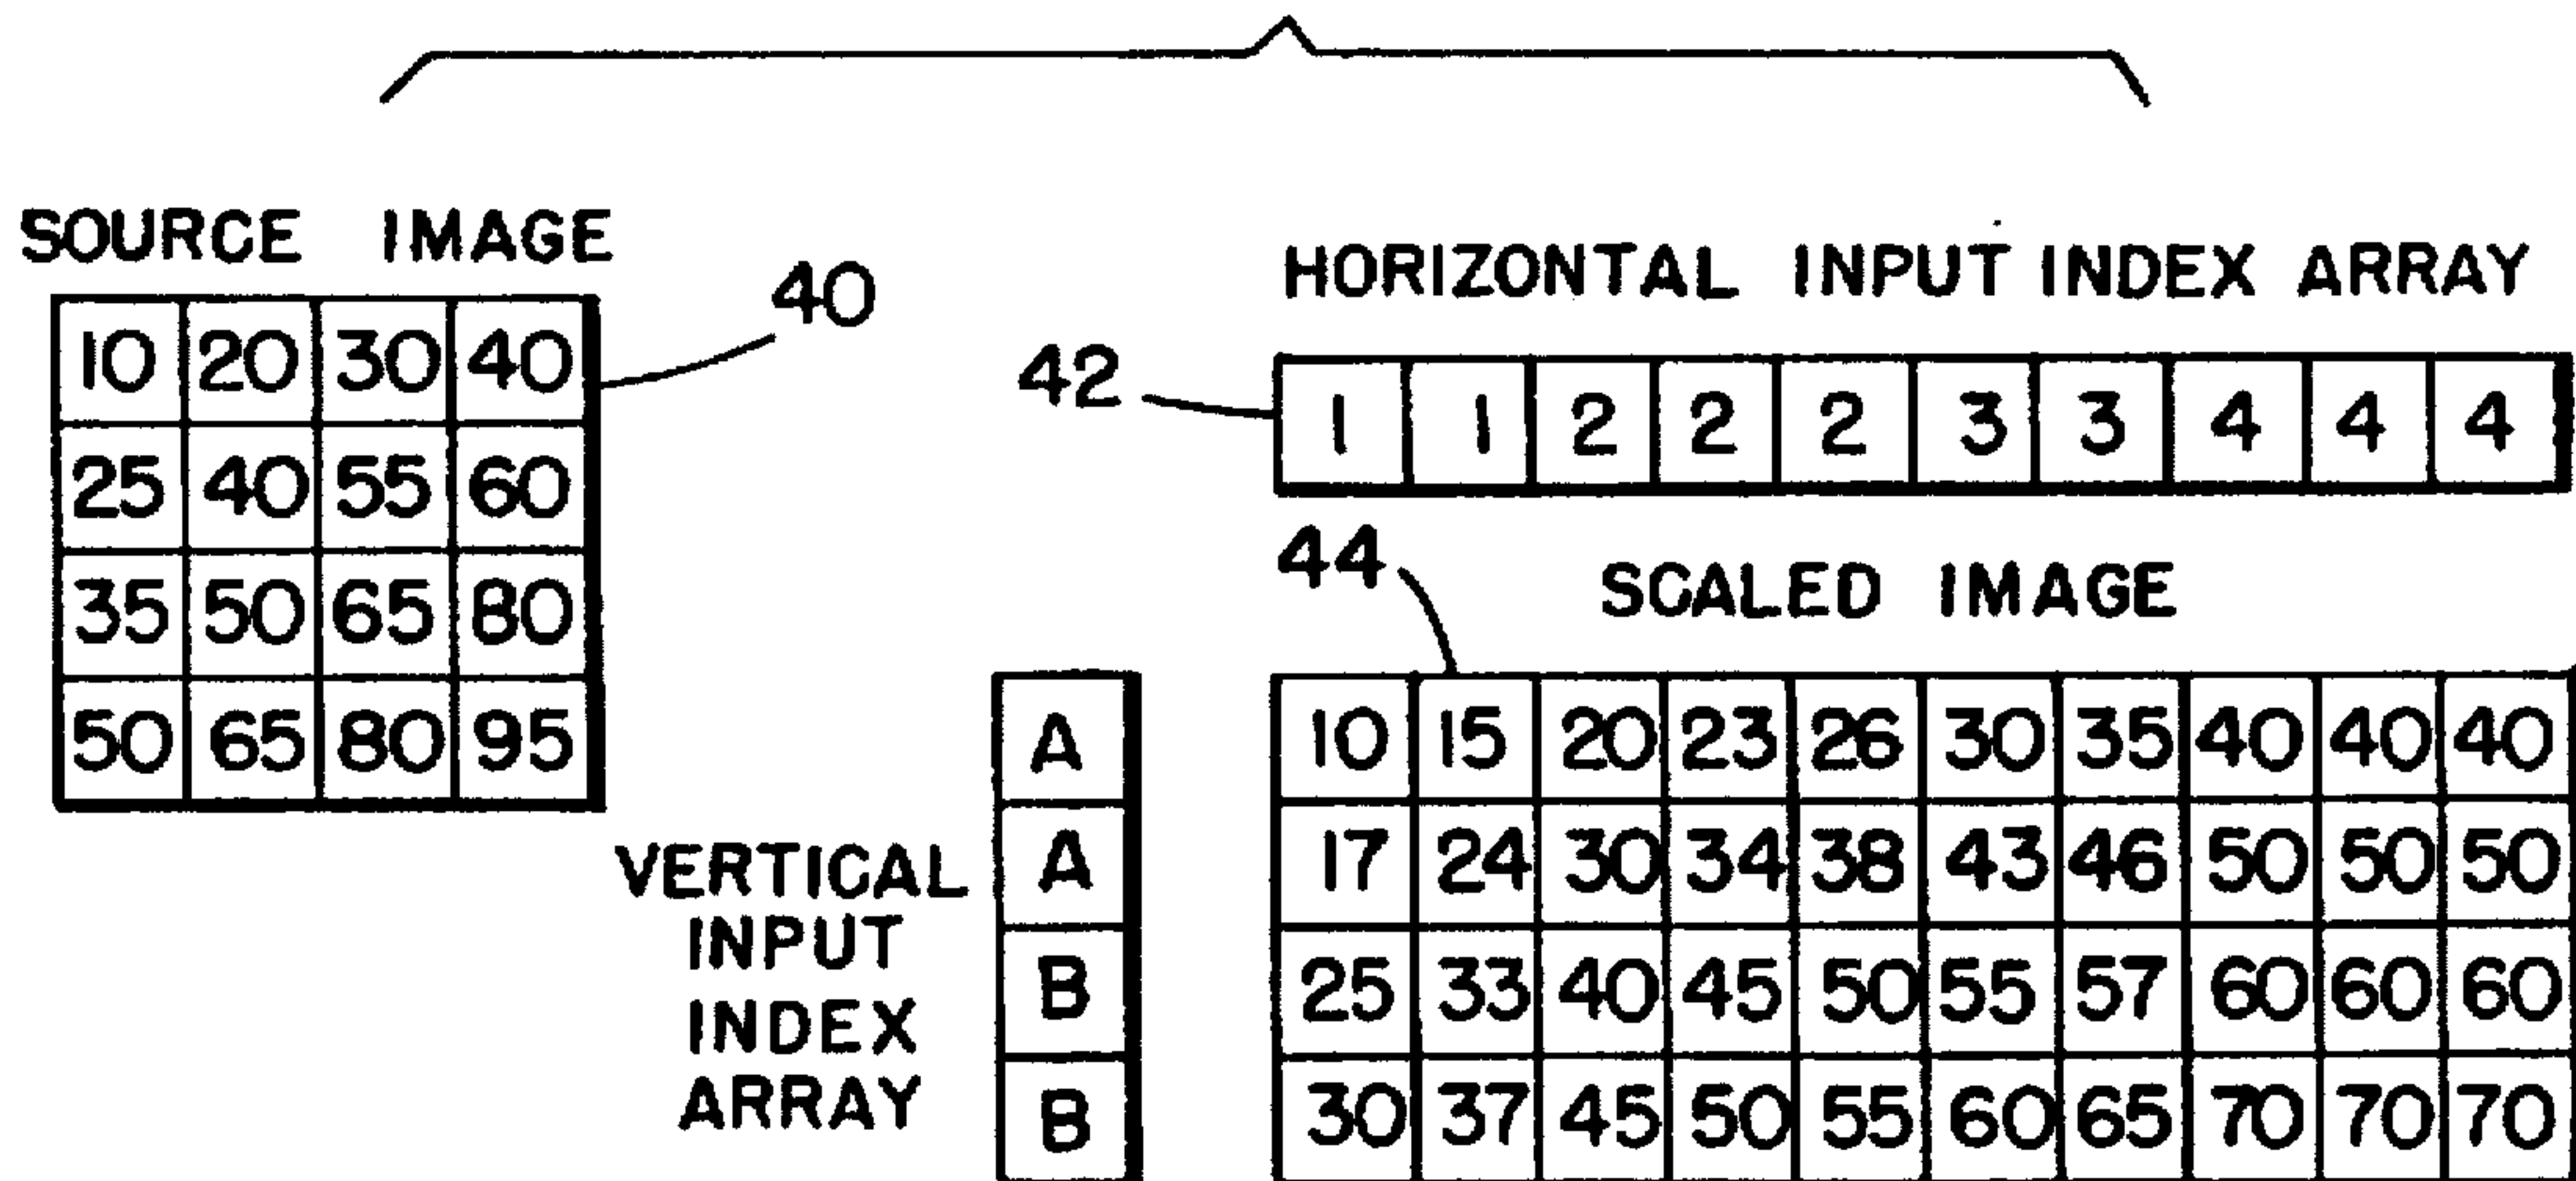 SOURCE IMAGE
40
10 20 30 40
25 40 55 60
35 50 65 80
50 65 80 95
HORIZONTAL INPUT INDEX ARRAY
42
1 1 2 2 2 3 3 4 4 4
44
SCALED IMAGE
VERTICAL
INPUT
INDEX
ARRAY
A
A
B
B
10 15 20 23 26 30 35 40 40 40
17 24 30 34 38 43 46 50 50 50
25 33 40 45 50 55 57 60 60 60
30 37 45 50 55 60 65 70 70 70